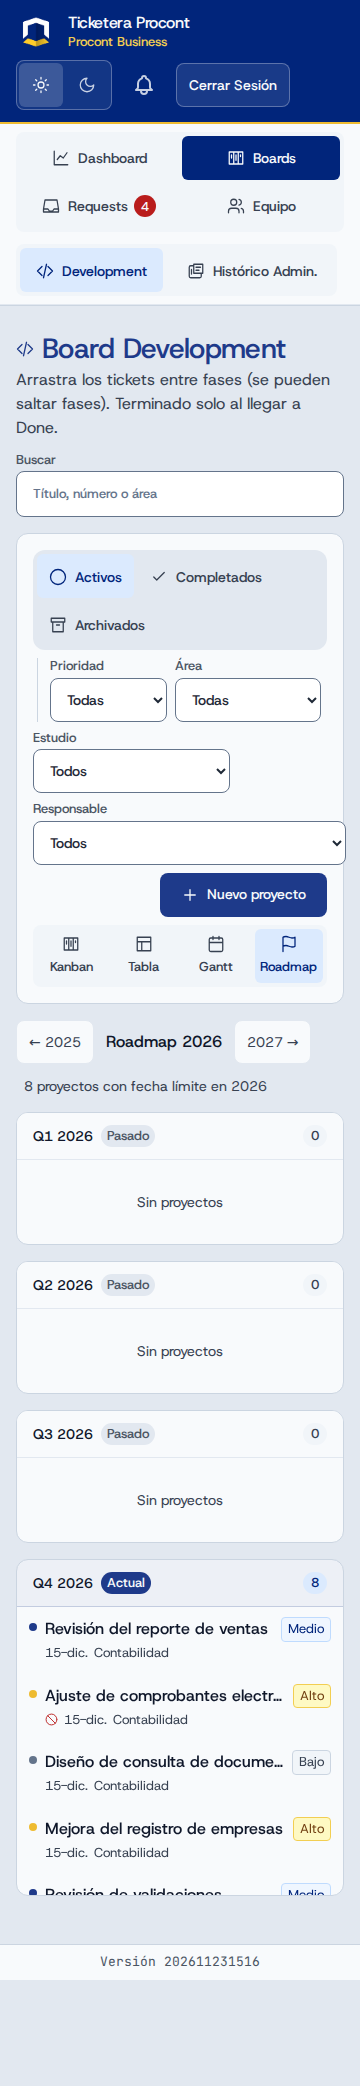 Ticketera Procont
Procont Business
Cerrar Sesión
Dashboard
Boards
Requests 4
Equipo
Development
Histórico Admin.
Board Development
Arrastra los tickets entre fases (se pueden
saltar fases). Terminado solo al llegar a
Done.
Buscar
Título, número o área
Activos
Completados
Archivados
Prioridad Área
Todas Todas
Estudio
Todos
Responsable
Todos
Nuevo proyecto
Kanban Tabla Gantt Roadmap
← 2025 Roadmap 2026 2027 →
8 proyectos con fecha límite en 2026
Q1 2026 Pasado 0
Sin proyectos
Q2 2026 Pasado 0
Sin proyectos
Q3 2026 Pasado 0
Sin proyectos
Q4 2026 Actual 8
Revisión del reporte de ventas Medio
15-dic. Contabilidad
Ajuste de comprobantes electr... Alto
15-dic. Contabilidad
Diseño de consulta de docume... Bajo
15-dic. Contabilidad
Mejora del registro de empresas Alto
15-dic. Contabilidad
Revisión de validaciones Medio
Versión 202611231516